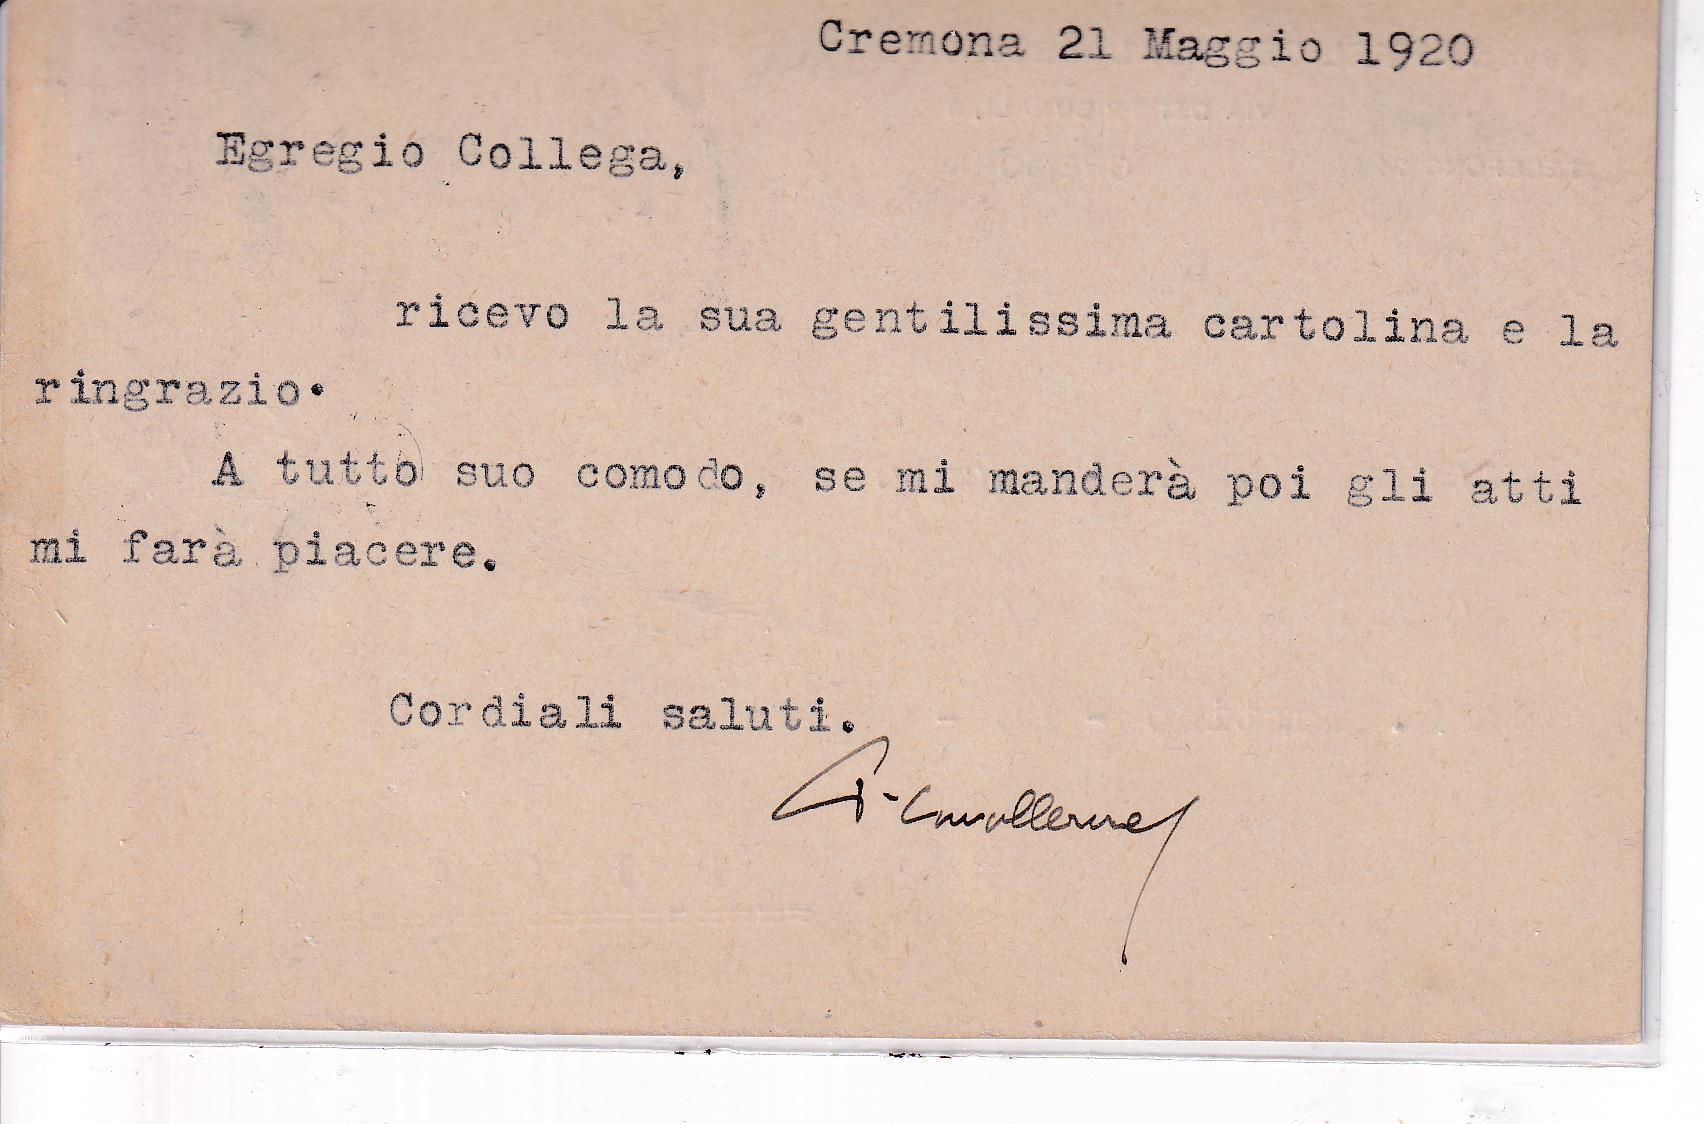 Cremona 21 Maggio 1920
Egregio Collega,
ricevo la sua gentilissima cartolina e la
ringrazio.
A tutto suo comodo, se mi manderà poi gli atti
mi farà piacere.
Cordiali saluti.